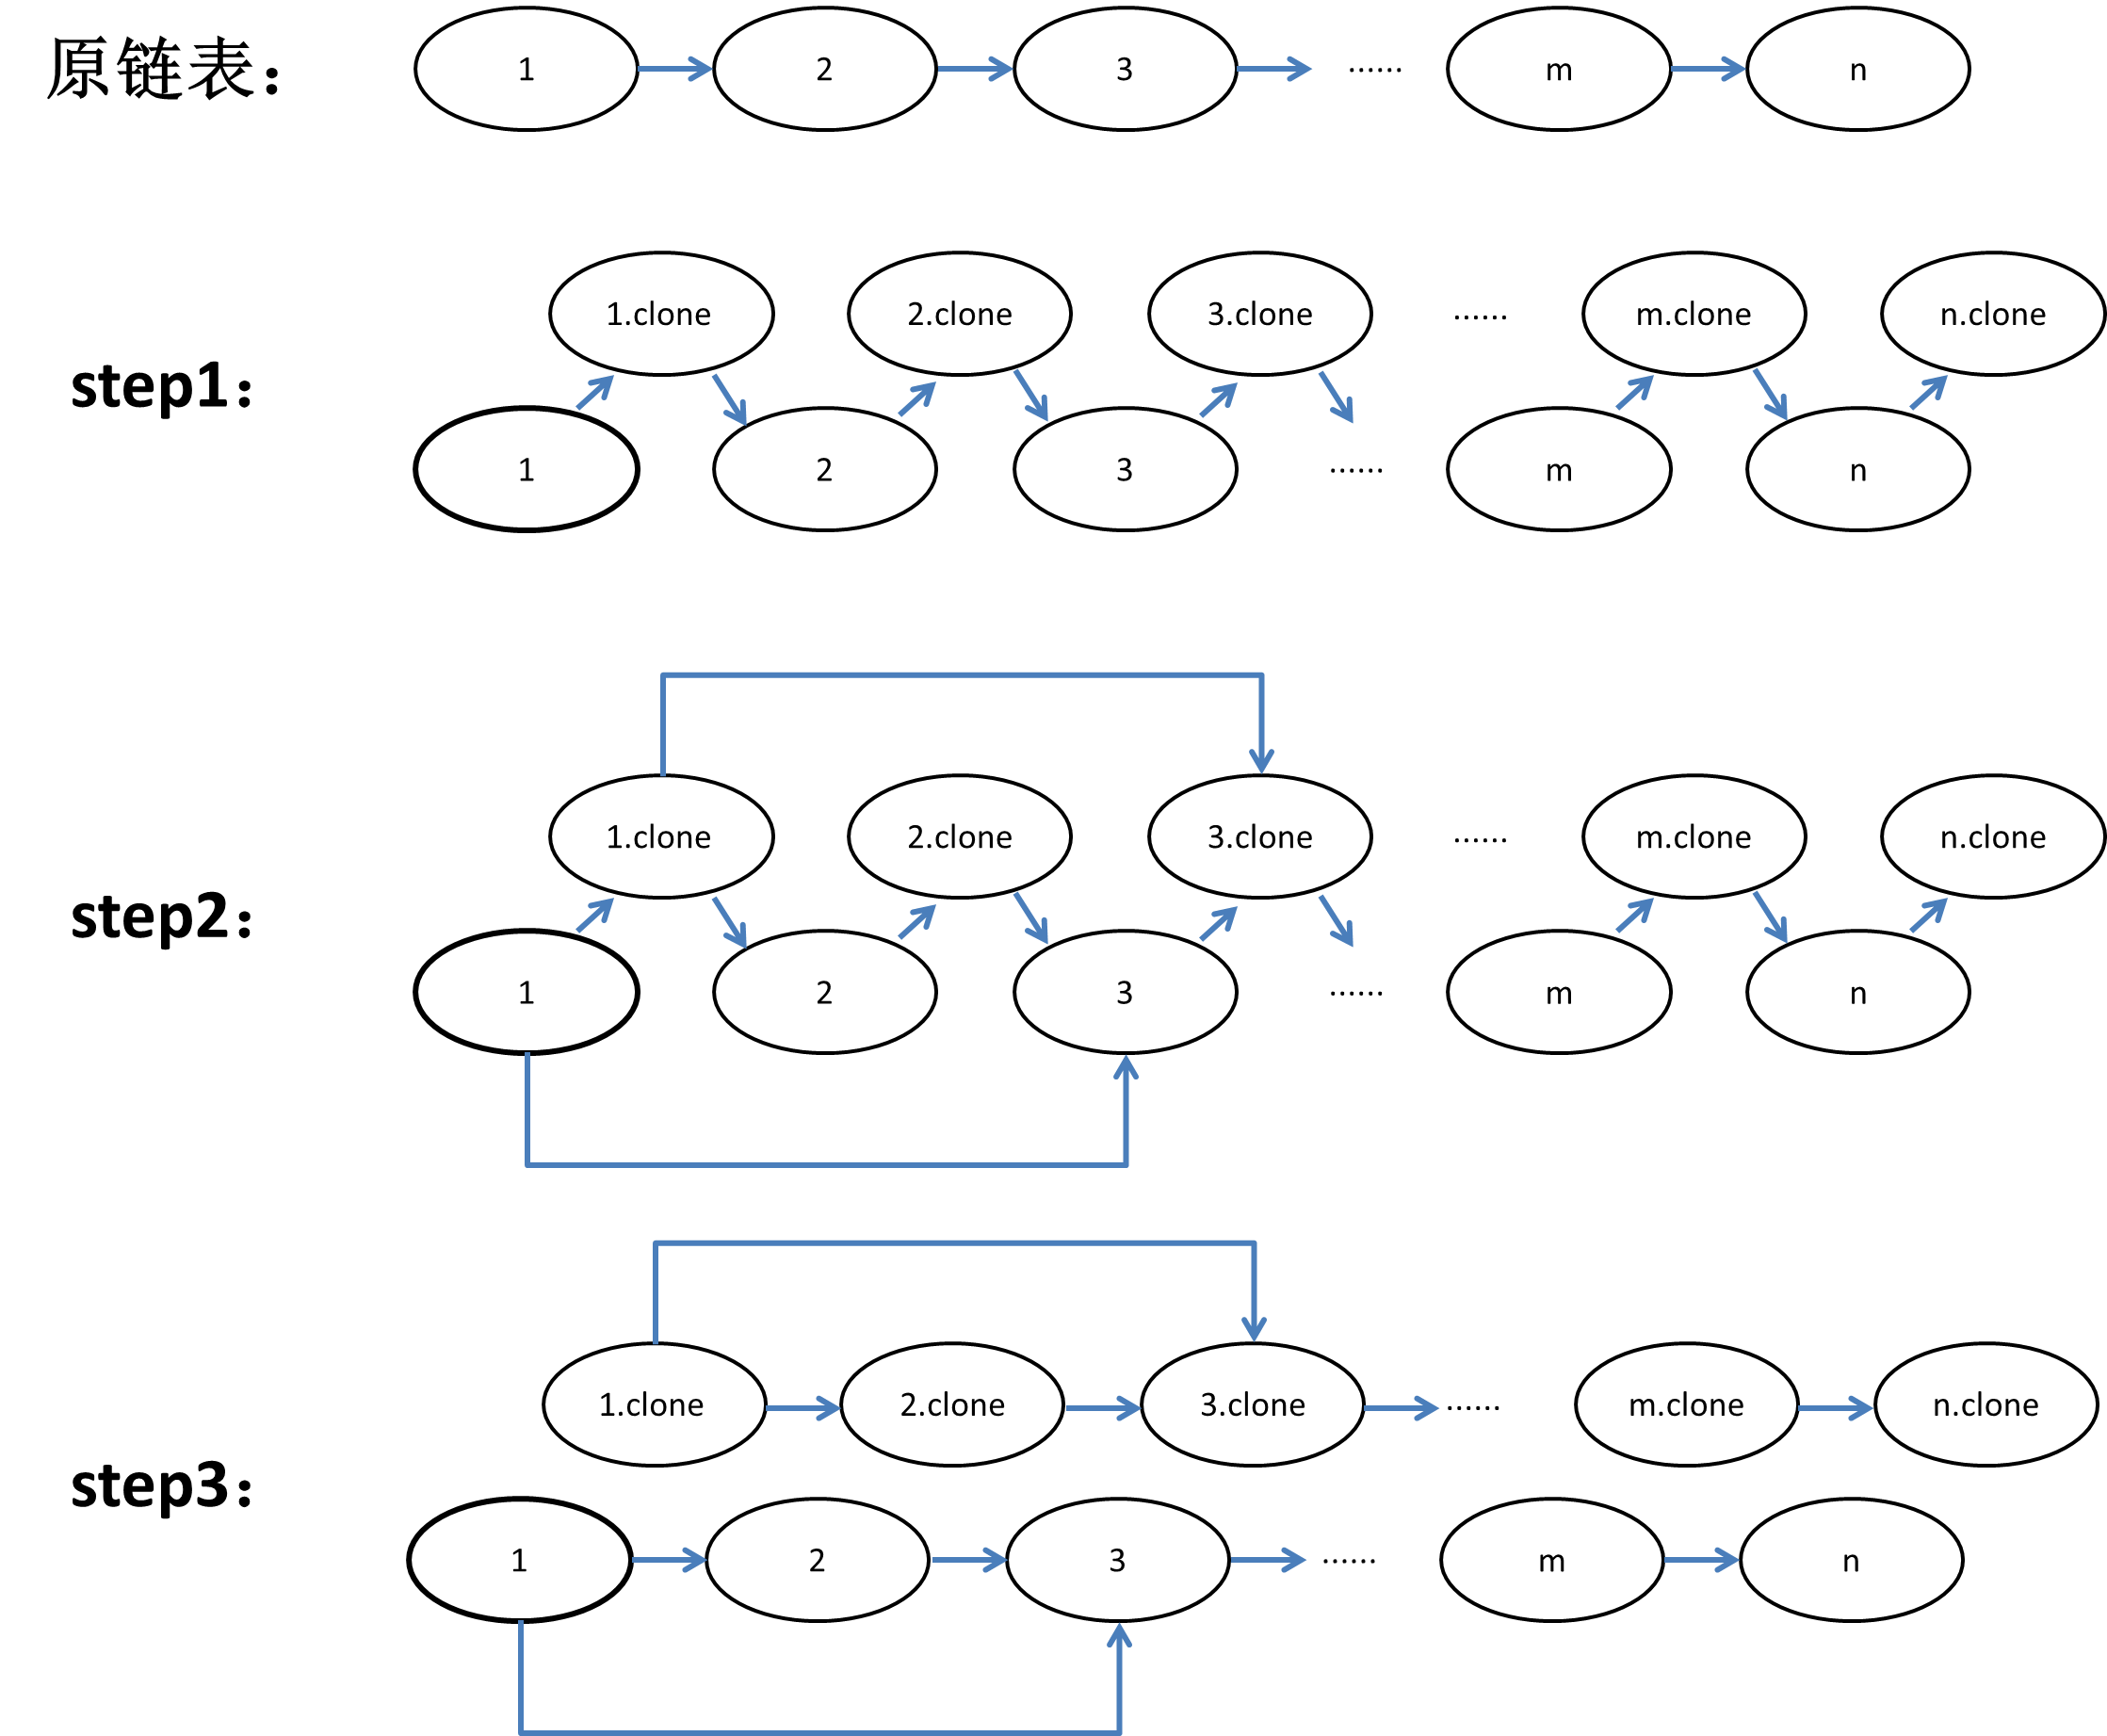 原链表：
1 2 3 ...... m n
1.clone 2.clone 3.clone ...... m.clone n.clone
step1：
1 2 3 ...... m n
1.clone 2.clone 3.clone ...... m.clone n.clone
step2：
1 2 3 ...... m n
1.clone 2.clone 3.clone ...... m.clone n.clone
step3：
1 2 3 ...... m n